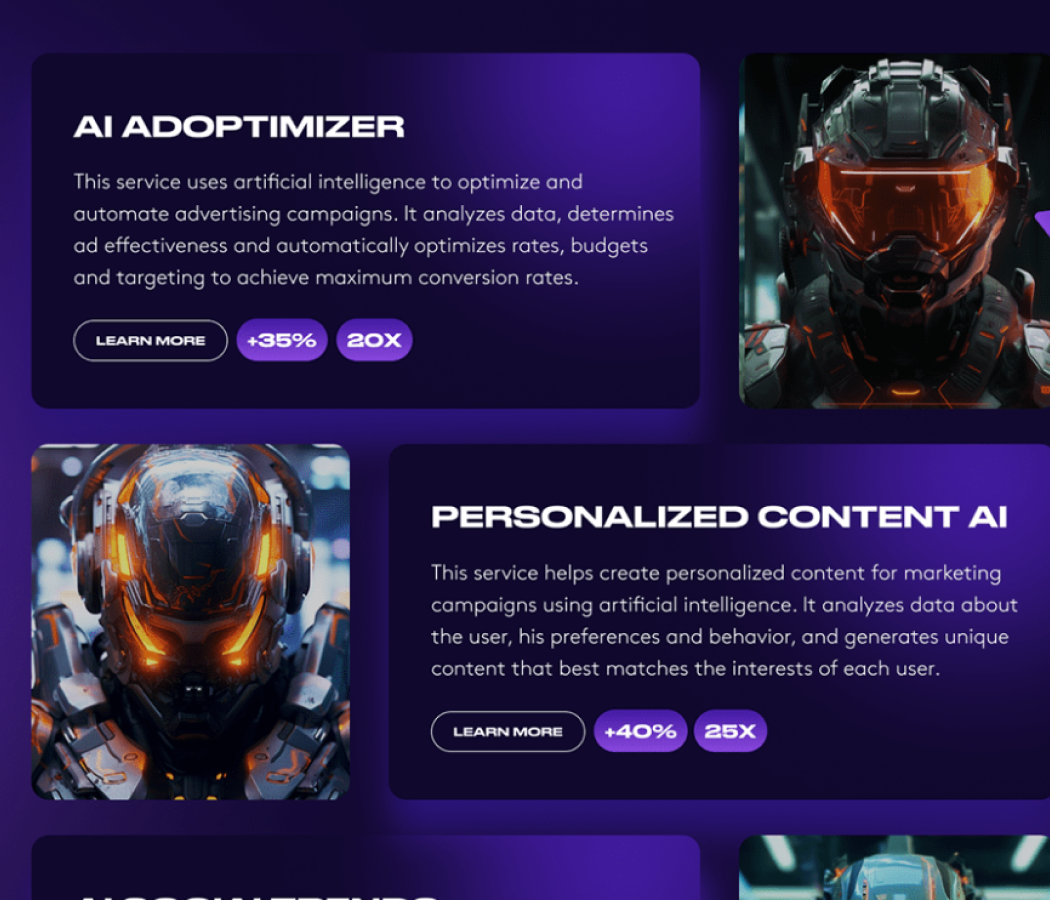 AI ADOPTIMIZER
This service uses artificial intelligence to optimize and
automate advertising campaigns. It analyzes data, determines
ad effectiveness and automatically optimizes rates, budgets
and targeting to achieve maximum conversion rates.
LEARN MORE +35% 20X
PERSONALIZED CONTENT AI
This service helps create personalized content for marketing
campaigns using artificial intelligence. It analyzes data about
the user, his preferences and behavior, and generates unique
content that best matches the interests of each user.
LEARN MORE +40% 25X